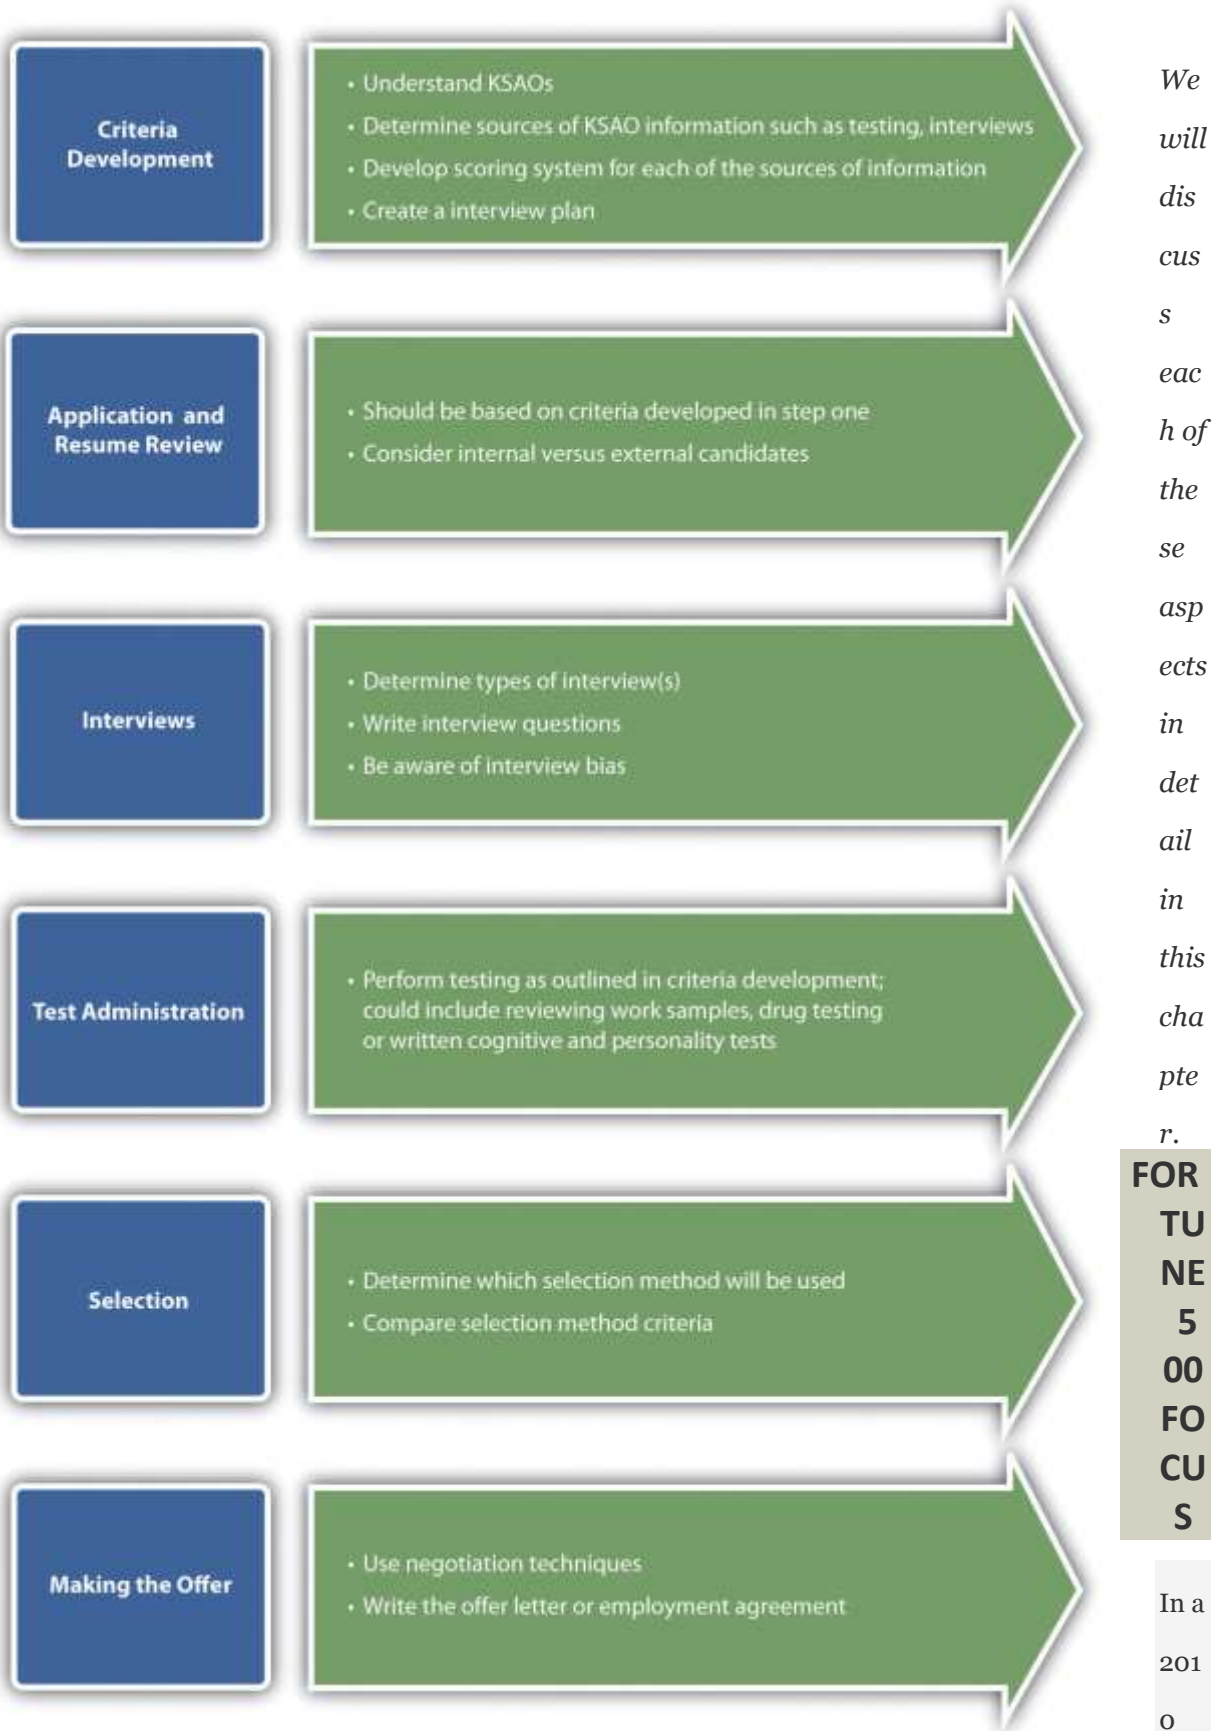 Criteria
Development
• Understand KSAOs
• Determine sources of KSAO information such as testing, interviews
• Develop scoring system for each of the sources of information
• Create a interview plan
Application and
Resume Review
• Should be based on criteria developed in step one
• Consider internal versus external candidates
Interviews
• Determine types of interview(s)
• Write interview questions
• Be aware of interview bias
Test Administration
• Perform testing as outlined in criteria development;
could include reviewing work samples, drug testing
or written cognitive and personality tests
Selection
• Determine which selection method will be used
• Compare selection method criteria
Making the Offer
• Use negotiation techniques
• Write the offer letter or employment agreement
We
will
dis
cus
s
eac
h of
the
se
asp
ects
in
det
ail
in
this
cha
pte
r.
FOR
TU
NE
5
00
FO
CU
S
In a
201
0